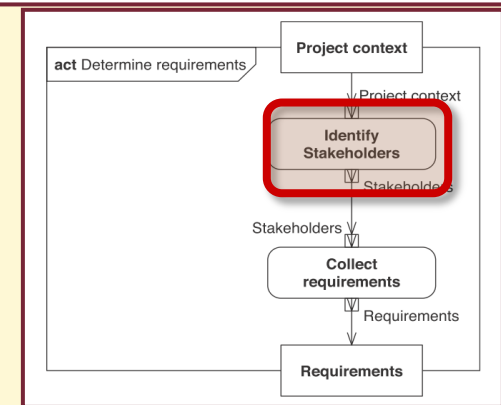 Project context
act Determine requirements
Project context
Identify
Stakeholders
Stakeholders
Stakeholders
Collect
requirements
Requirements
Requirements